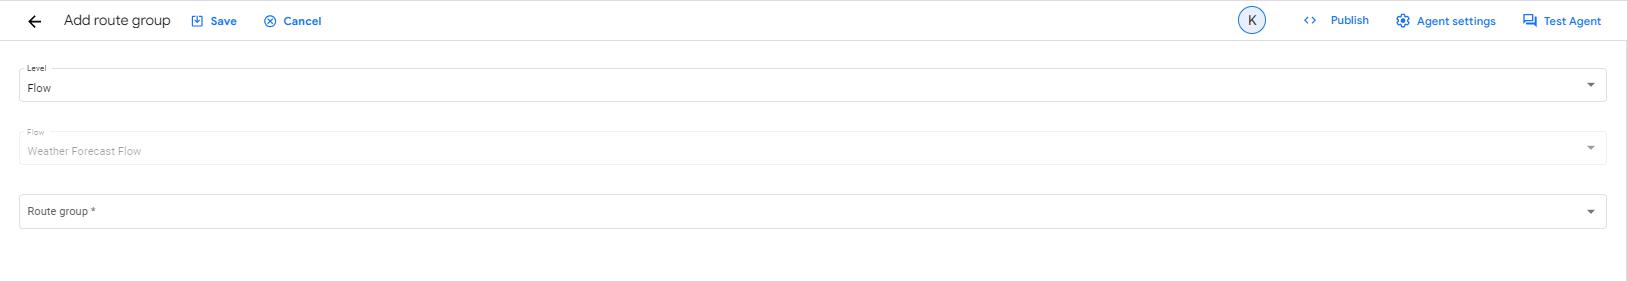 Add route group Save Cancel K <> Publish Agent settings Test Agent
Level
Flow
Flow
Weather Forecast Flow
Route group *